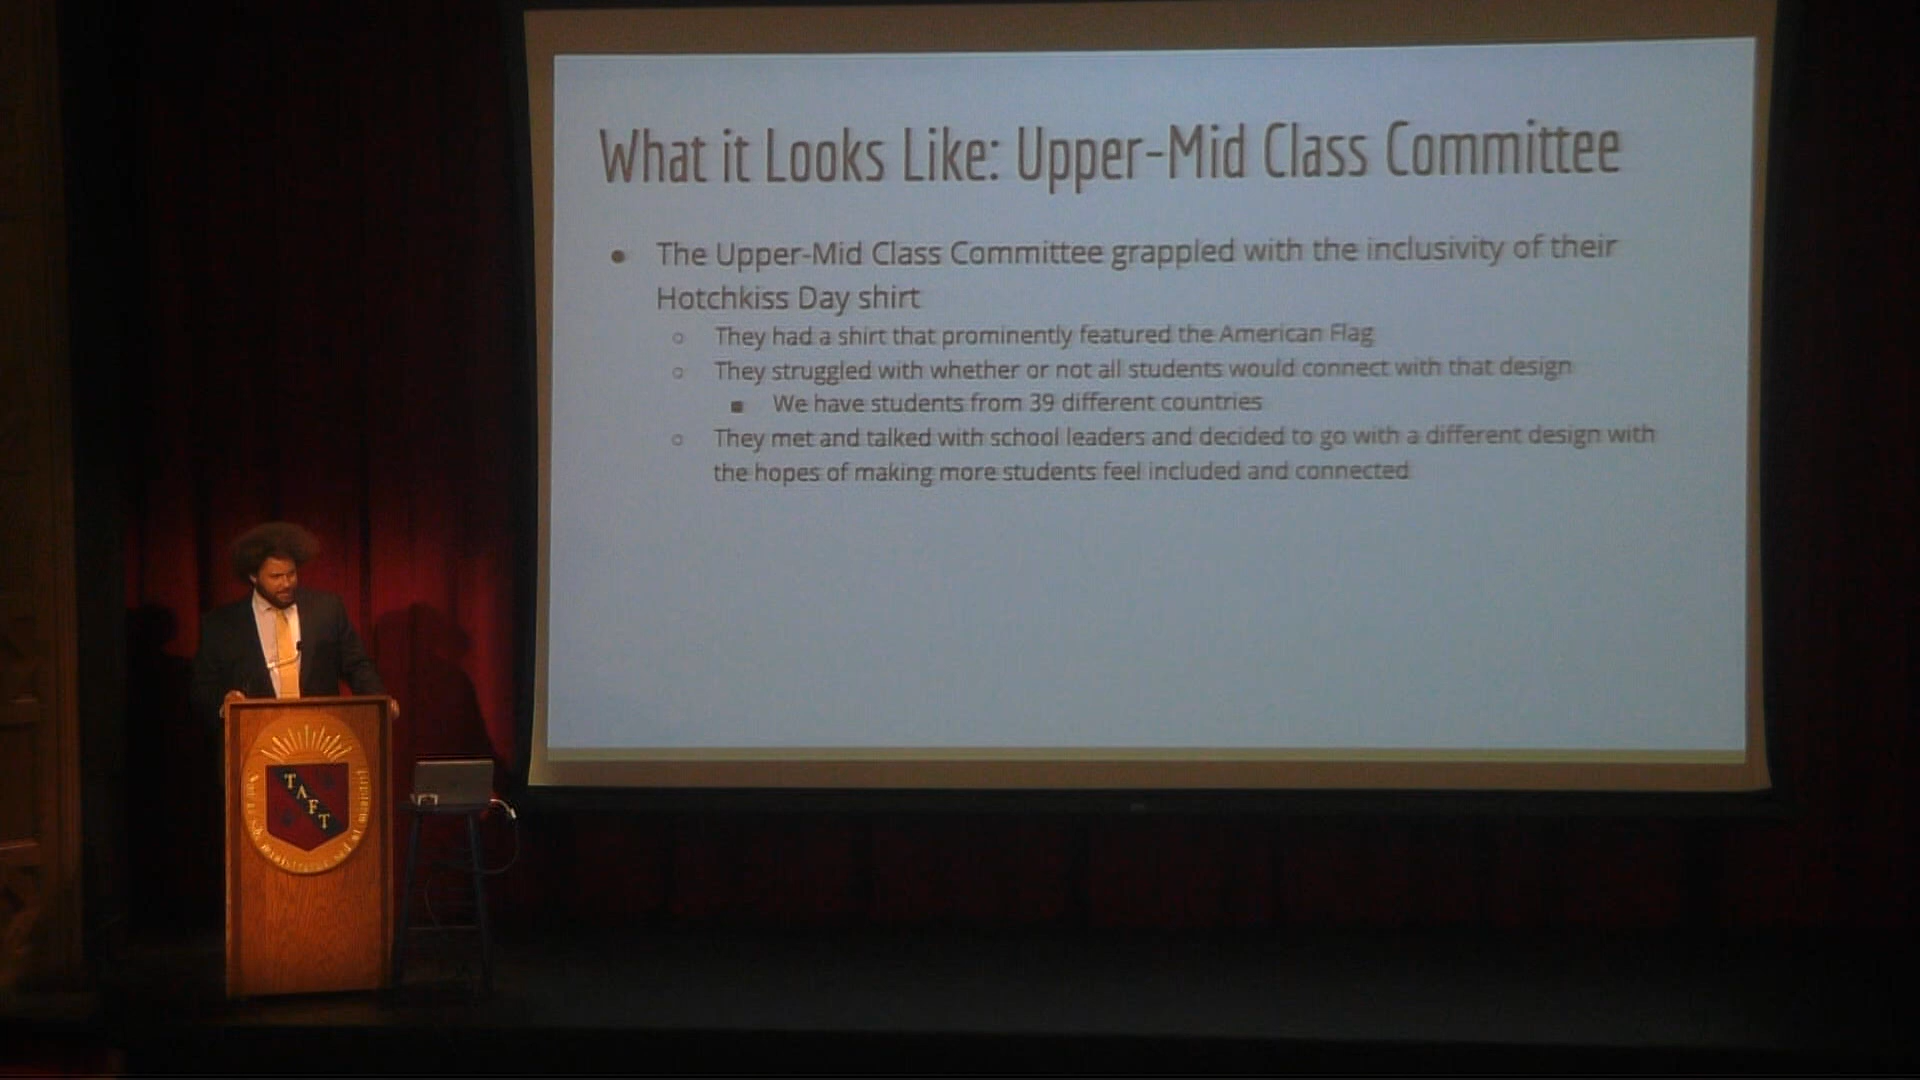 What it Looks Like: Upper-Mid Class Committee
The Upper-Mid Class Committee grappled with the inclusivity of their
Hotchkiss Day shirt
They had a shirt that prominently featured the American Flag
They struggled with whether or not all students would connect with that design
We have students from 39 different countries
They met and talked with school leaders and decided to go with a different design with
the hopes of making more students feel included and connected
TAFT